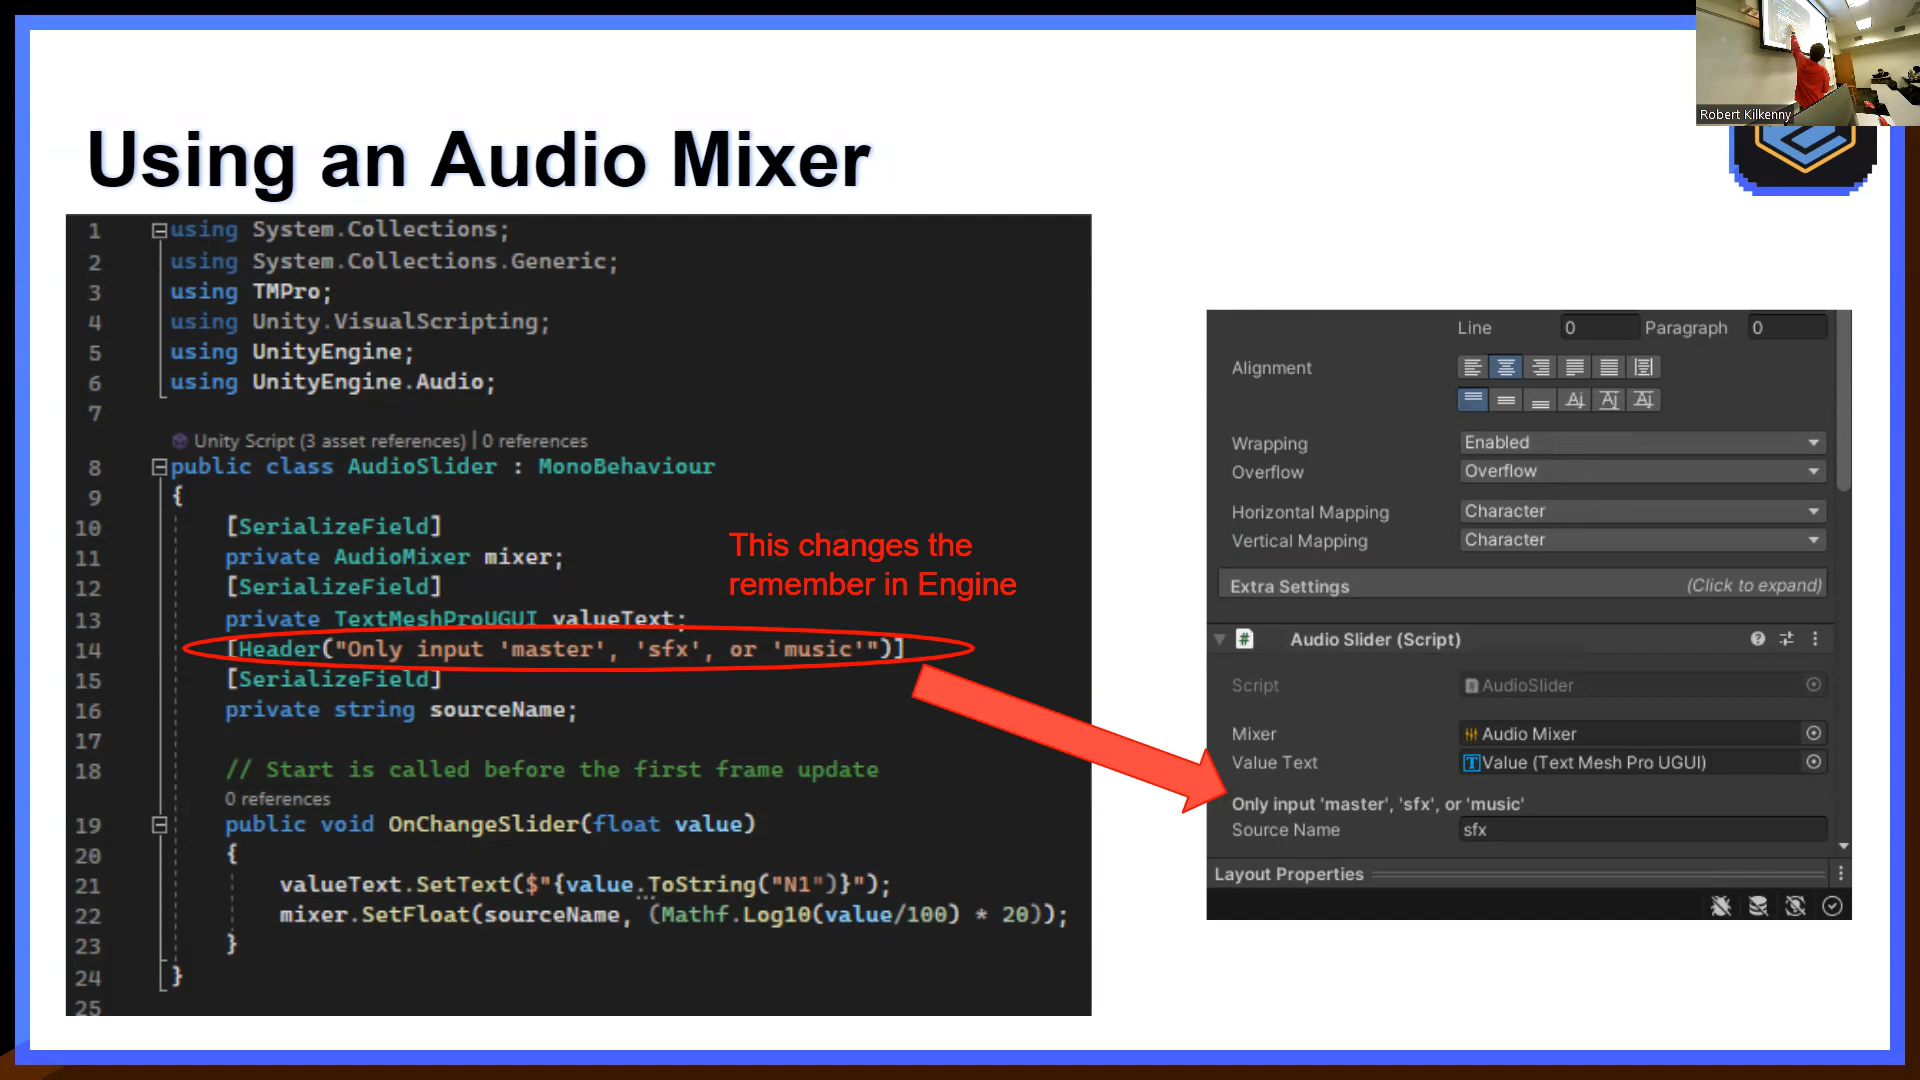 Robert Kilkenny
Using an Audio Mixer
1 using System.Collections;
2 using System.Collections.Generic;
3 using TMPro;
4 using Unity.VisualScripting;
5 using UnityEngine;
6 using UnityEngine.Audio;
7
Unity Script (3 asset references) | 0 references
8 public class AudioSlider : MonoBehaviour
9 {
10 [SerializeField]
11 private AudioMixer mixer;
12 [SerializeField]
13 private TextMeshProUGUI valueText;
14 [Header("Only input 'master', 'sfx', or 'music'")]
15 [SerializeField]
16 private string sourceName;
17
18 // Start is called before the first frame update
0 references
19 public void OnChangeSlider(float value)
20 {
21 valueText.SetText($"{value.ToString("N1")}");
22 mixer.SetFloat(sourceName, (Mathf.Log10(value/100) * 20));
23 }
24 }
25
This changes the
remember in Engine
Line 0 Paragraph 0
Alignment
Wrapping Enabled
Overflow Overflow
Horizontal Mapping Character
Vertical Mapping Character
Extra Settings (Click to expand)
# Audio Slider (Script)
Script AudioSlider
Mixer Audio Mixer
Value Text Value (Text Mesh Pro UGUI)
Only input 'master', 'sfx', or 'music'
Source Name sfx
Layout Properties